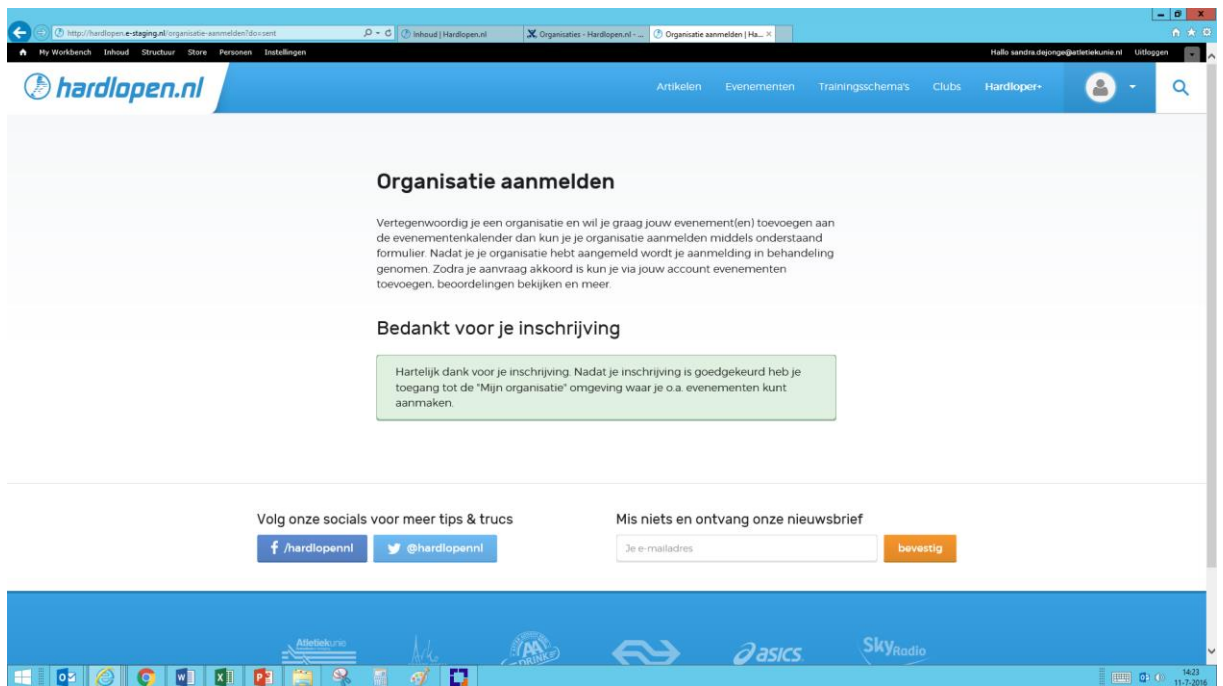 http://hardlopen.e-staging.nl/organisatie-aanmelden?do=sent
Inhoud | Hardlopen.nl
Organisaties - Hardlopen.nl - ...
Organisatie aanmelden | Ha...
My Workbench Inhoud Structuur Store Personen Instellingen
Hallo sandra.dejonge@atletiekunie.nl Uitloggen
hardlopen.nl
Artikelen Evenementen Trainingsschema's Clubs Hardloper+
Organisatie aanmelden
Vertegenwoordig je een organisatie en wil je graag jouw evenement(en) toevoegen aan
de evenementenkalender dan kun je je organisatie aanmelden middels onderstaand
formulier. Nadat je je organisatie hebt aangemeld wordt je aanmelding in behandeling
genomen. Zodra je aanvraag akkoord is kun je via jouw account evenementen
toevoegen, beoordelingen bekijken en meer.
Bedankt voor je inschrijving
Hartelijk dank voor je inschrijving. Nadat je inschrijving is goedgekeurd heb je
toegang tot de "Mijn organisatie" omgeving waar je o.a. evenementen kunt
aanmaken.
Volg onze socials voor meer tips & trucs
Mis niets en ontvang onze nieuwsbrief
/hardlopennl
@hardlopennl
Je e-mailadres
bevestig
Atletiekunie
AA
DRINK
asics
SkyRadio
14:23
11-7-2016